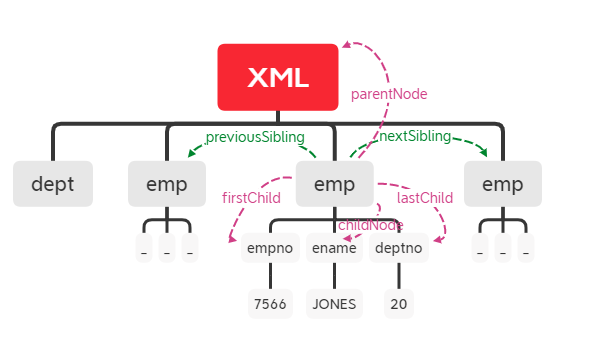 XML
parentNode
previousSibling
nextSibling
dept
emp
emp
emp
firstChild
lastChild
childNode
_ _ _
empno
ename
deptno
_ _ _
7566
JONES
20